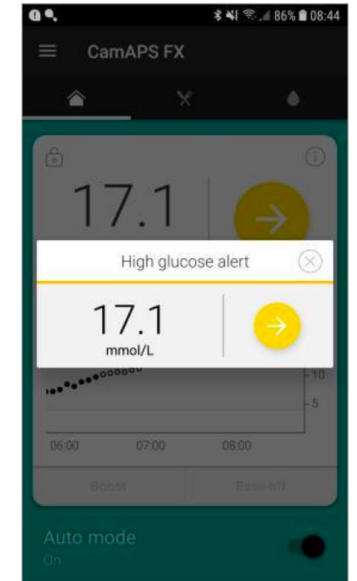 86% 08:44
CamAPS FX
17.1
High glucose alert
17.1
mmol/L
10
5
06:00 07:00 08:00
Boost Ease-off
Auto mode
On